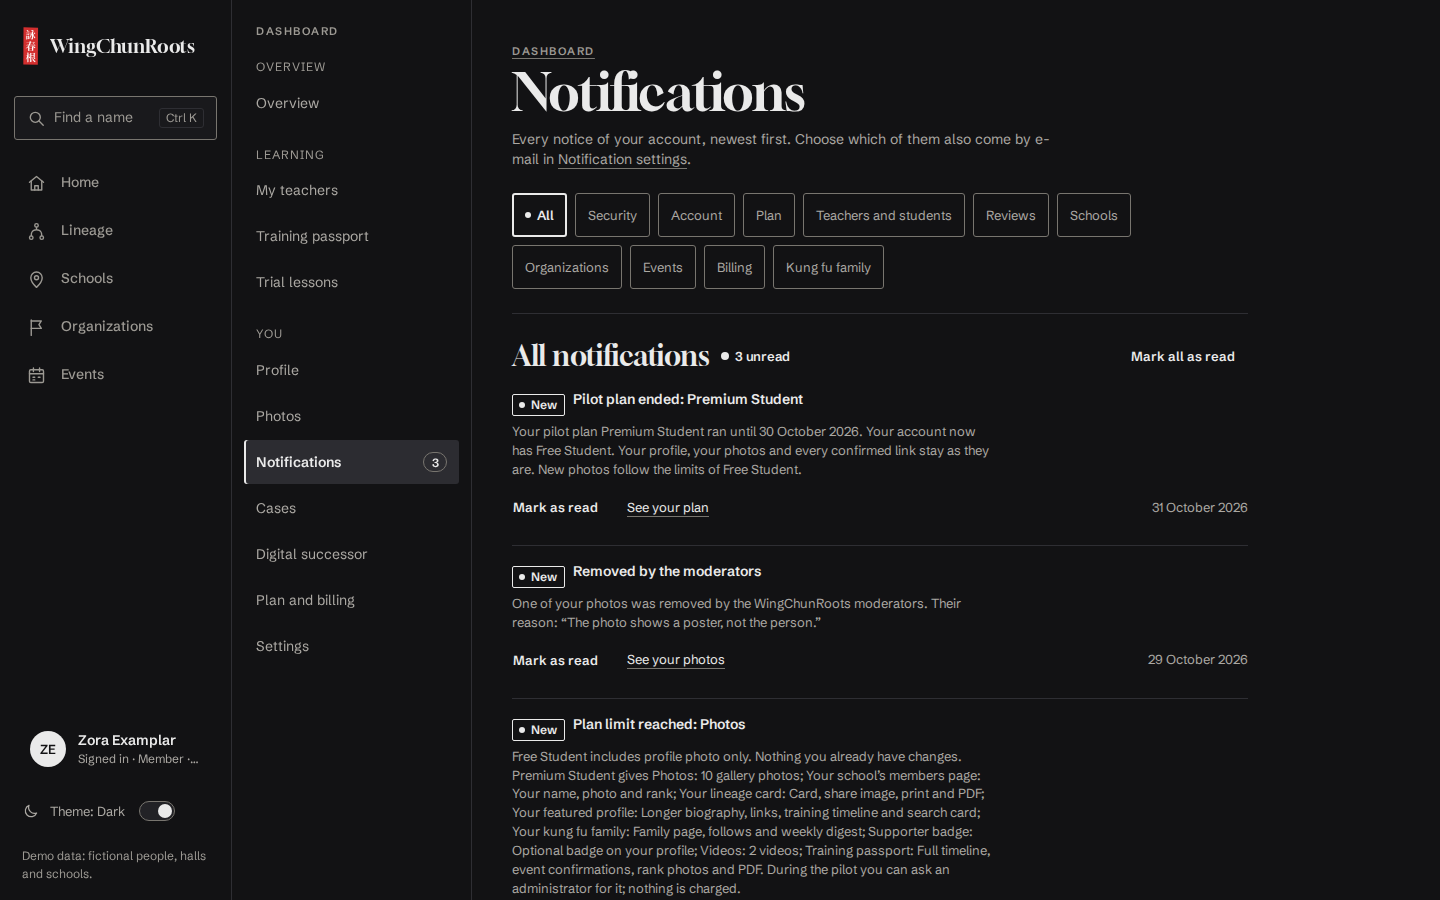 詠春根
WingChunRoots
Find a name
Ctrl K
Home
Lineage
Schools
Organizations
Events
ZE
Zora Examplar
Signed in · Member ·...
Theme: Dark
Demo data: fictional people, halls
and schools.
DASHBOARD
OVERVIEW
Overview
LEARNING
My teachers
Training passport
Trial lessons
YOU
Profile
Photos
Notifications 3
Cases
Digital successor
Plan and billing
Settings
DASHBOARD
Notifications
Every notice of your account, newest first. Choose which of them also come by e-
mail in Notification settings.
All Security Account Plan Teachers and students Reviews Schools
Organizations Events Billing Kung fu family
All notifications 3 unread Mark all as read
New Pilot plan ended: Premium Student
Your pilot plan Premium Student ran until 30 October 2026. Your account now
has Free Student. Your profile, your photos and every confirmed link stay as they
are. New photos follow the limits of Free Student.
Mark as read See your plan 31 October 2026
New Removed by the moderators
One of your photos was removed by the WingChunRoots moderators. Their
reason: “The photo shows a poster, not the person.”
Mark as read See your photos 29 October 2026
New Plan limit reached: Photos
Free Student includes profile photo only. Nothing you already have changes.
Premium Student gives Photos: 10 gallery photos; Your school’s members page:
Your name, photo and rank; Your lineage card: Card, share image, print and PDF;
Your featured profile: Longer biography, links, training timeline and search card;
Your kung fu family: Family page, follows and weekly digest; Supporter badge:
Optional badge on your profile; Videos: 2 videos; Training passport: Full timeline,
event confirmations, rank photos and PDF. During the pilot you can ask an
administrator for it; nothing is charged.